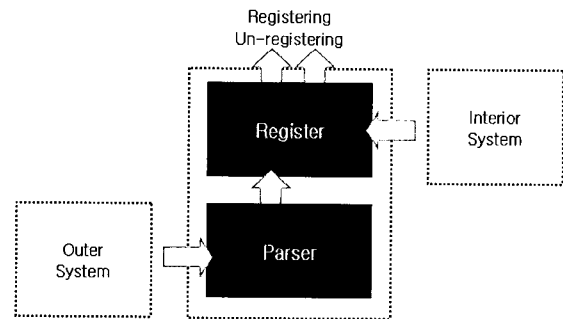 Registering
Un-registering
Register
Interior
System
Outer
System
Parser